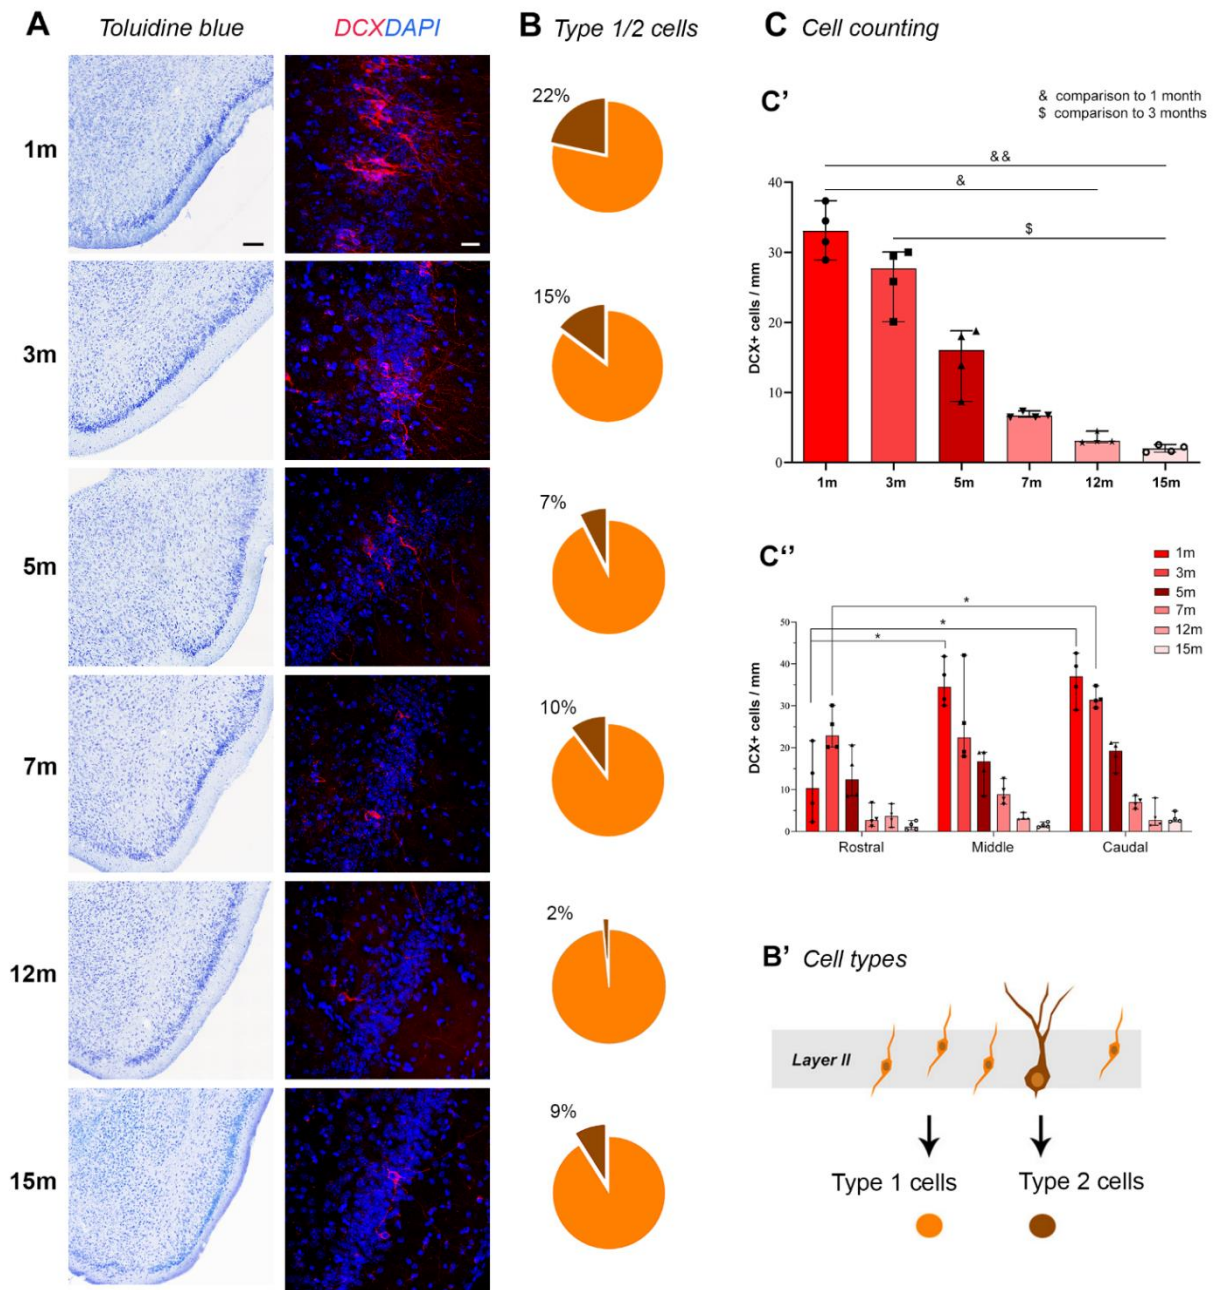 A
Toluidine blue
DCXDAPI
1m
3m
5m
7m
12m
15m
B Type 1/2 cells
22%
15%
7%
10%
2%
9%
C Cell counting
C'
& comparison to 1 month
$ comparison to 3 months
&&
&
$
DCX+ cells / mm
40
30
20
10
0
1m 3m 5m 7m 12m 15m
C''
1m
3m
5m
7m
12m
15m
*
*
*
DCX+ cells / mm
50
40
30
20
10
0
Rostral Middle Caudal
B' Cell types
Layer II
Type 1 cells Type 2 cells